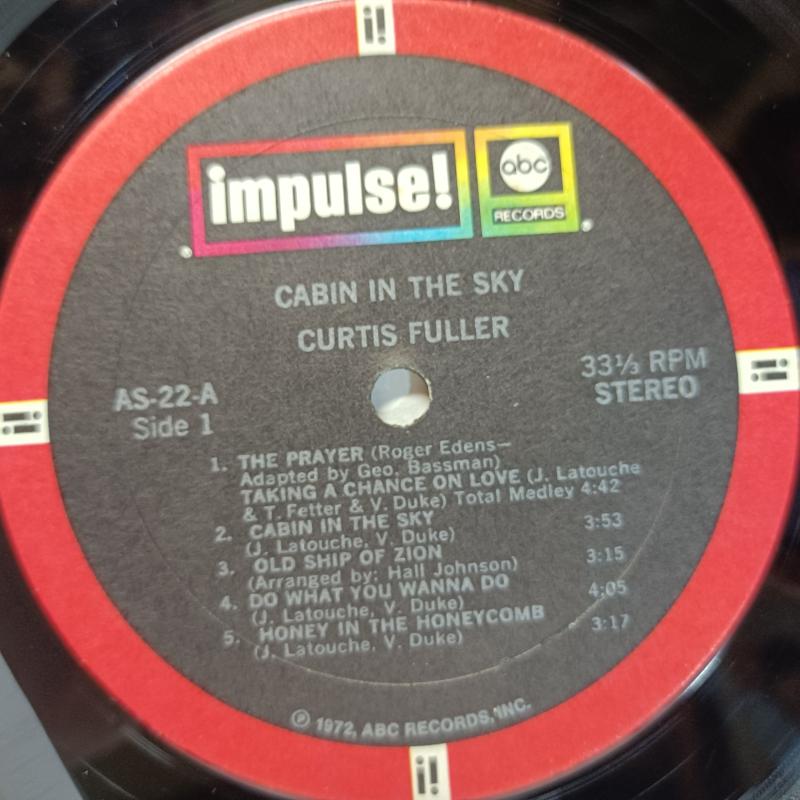 impulse!
abc
RECORDS
CABIN IN THE SKY
CURTIS FULLER
AS-22-A
Side 1
33⅓ RPM
STEREO
1. THE PRAYER (Roger Edens—
Adapted by Geo. Bassman)
TAKING A CHANCE ON LOVE (J. Latouche
& T. Fetter & V. Duke) Total Medley 4:42
2. CABIN IN THE SKY 3:53
(J. Latouche, V. Duke)
3. OLD SHIP OF ZION 3:15
(Arranged by: Hall Johnson)
4. DO WHAT YOU WANNA DO 4:05
(J. Latouche, V. Duke)
5. HONEY IN THE HONEYCOMB 3:17
(J. Latouche, V. Duke)
℗ 1972, ABC RECORDS, INC.